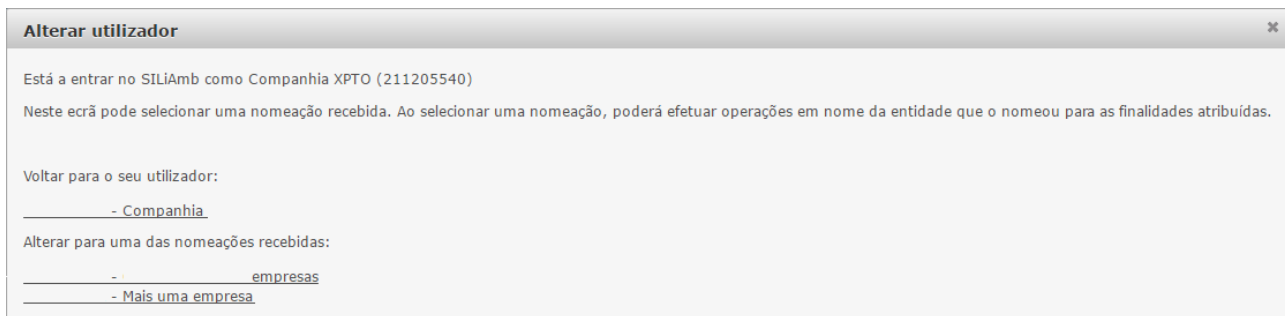 Alterar utilizador
Está a entrar no SILiAmb como Companhia XPTO (211205540)
Neste ecrã pode selecionar uma nomeação recebida. Ao selecionar uma nomeação, poderá efetuar operações em nome da entidade que o nomeou para as finalidades atribuídas.
Voltar para o seu utilizador:
- Companhia
Alterar para uma das nomeações recebidas:
- empresas
- Mais uma empresa